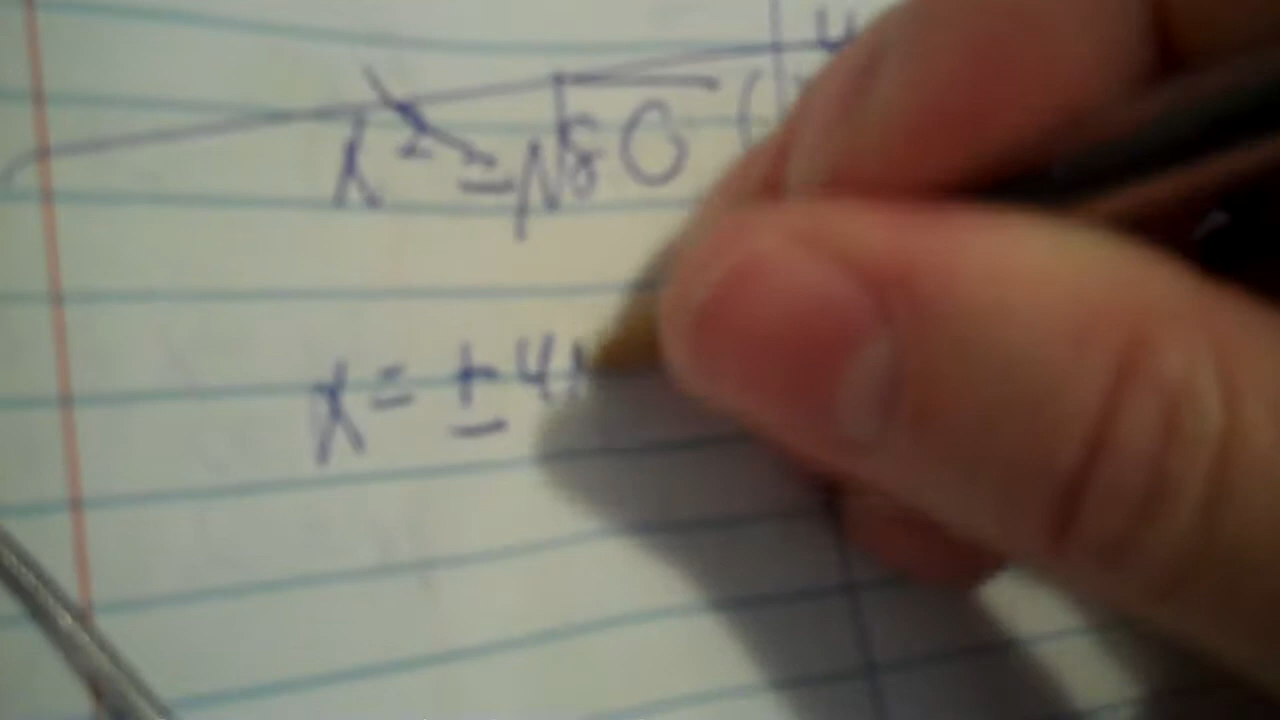 x² = √80 (
x = ± 4